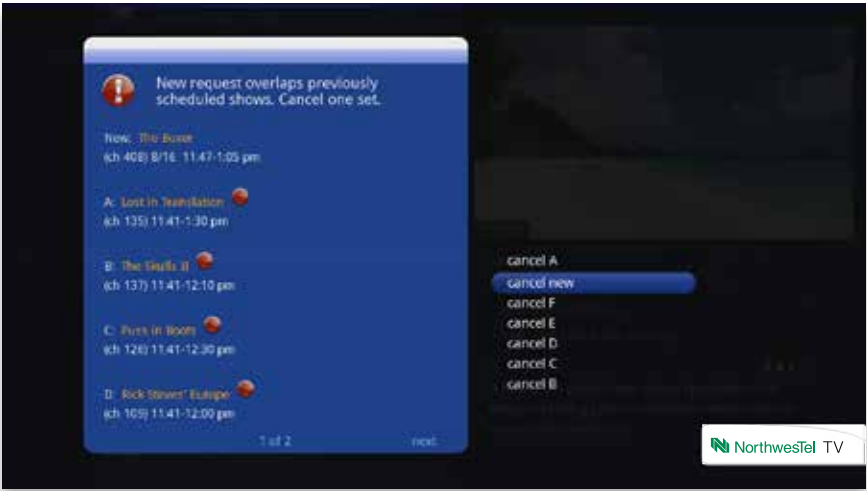 New request overlaps previously
scheduled shows. Cancel one set.
New: The Boxer
(ch 408) 8/16 11:47-1:05 pm
A: Lost in Translation
(ch 135) 11:41-1:30 pm
B: The Skulls II
(ch 137) 11:41-12:10 pm
C: Puss in Boots
(ch 126) 11:41-12:30 pm
D: Rick Steves' Europe
(ch 109) 11:41-12:00 pm
1 of 2 next
cancel A
cancel new
cancel F
cancel E
cancel D
cancel C
cancel B
NorthwesTel TV